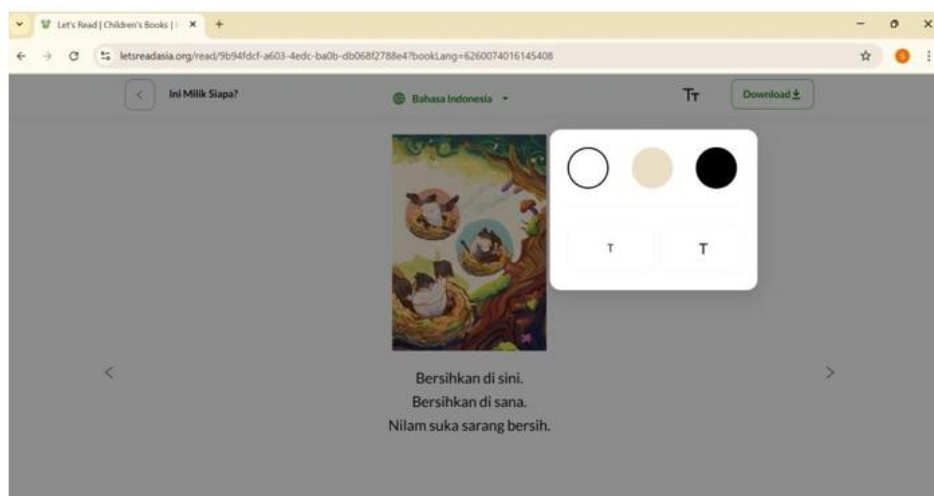 Let's Read | Children's Books |
letsreadasia.org/read/9b94fdcf-a603-4edc-ba0b-db068f2788e4?bookLang=6260074016145408
Ini Milik Siapa?
Bahasa Indonesia
TT
Download
T
T
Bersihkan di sini.
Bersihkan di sana.
Nilam suka sarang bersih.